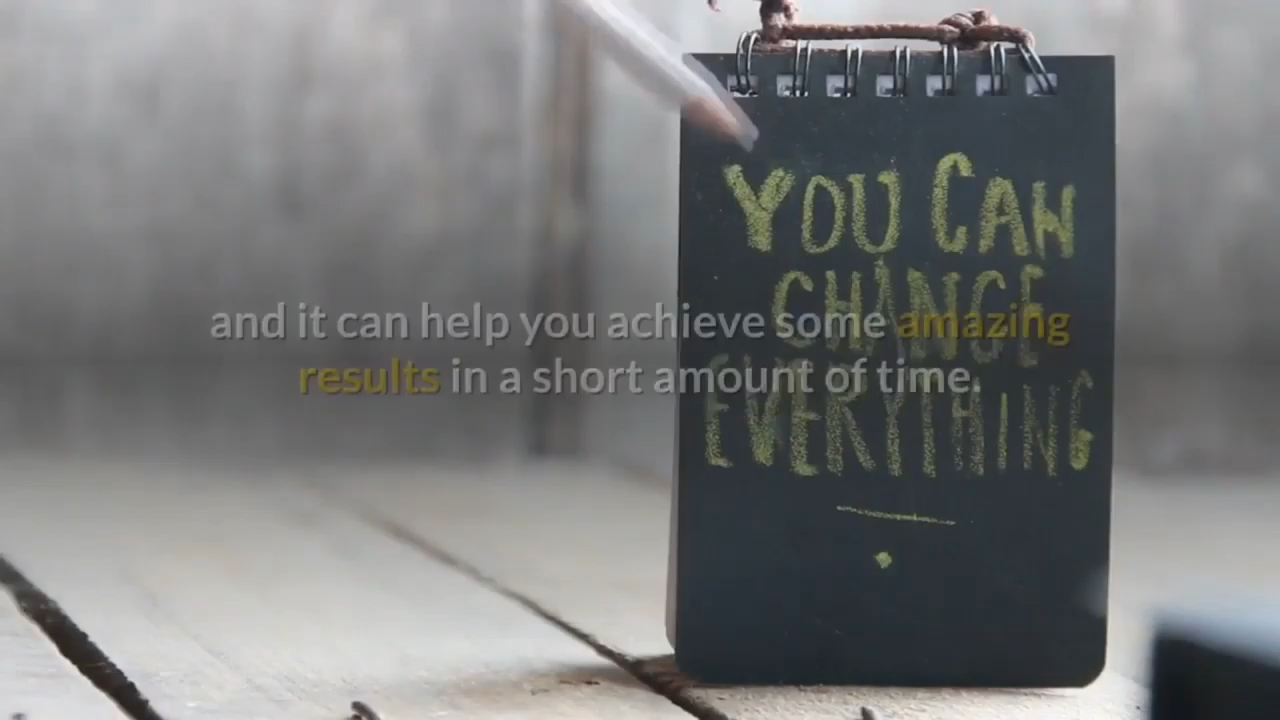 YOU CAN
CHANGE
EVERYTHING
and it can help you achieve some amazing
results in a short amount of time.